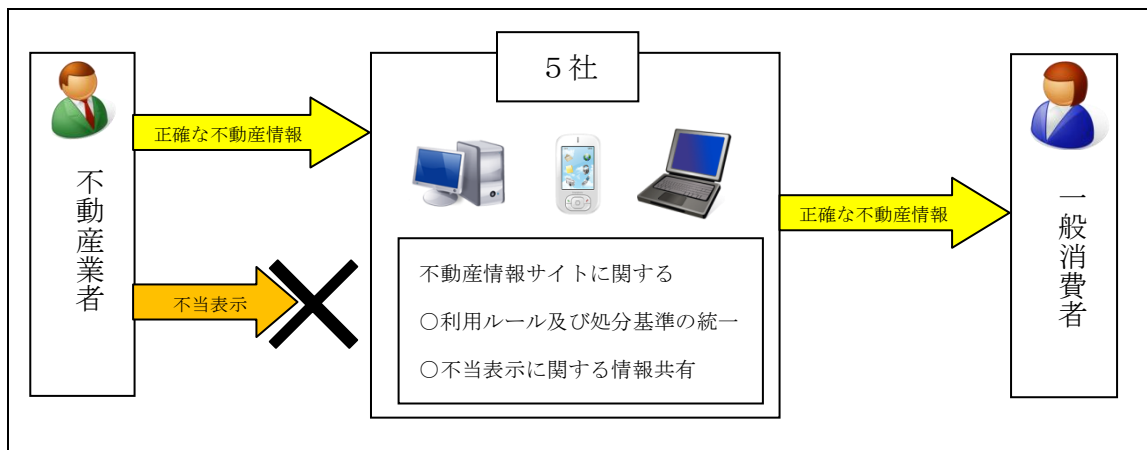 5社
正確な不動産情報
不動産業者
不当表示
不動産情報サイトに関する
〇利用ルール及び処分基準の統一
〇不当表示に関する情報共有
正確な不動産情報
一般消費者